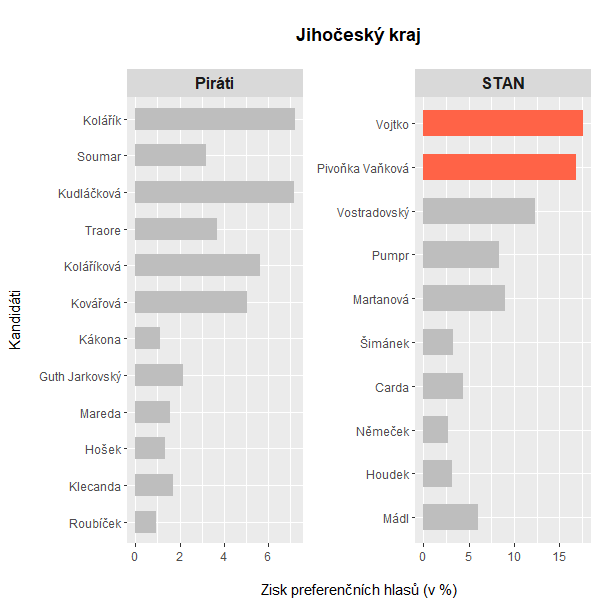 Jihočeský kraj
Piráti
Kolářík
Soumar
Kudláčková
Traore
Koláříková
Kovářová
Kákona
Guth Jarkovský
Mareda
Hošek
Klecanda
Roubíček
0 2 4 6
STAN
Vojtko
Pivoňka Vaňková
Vostradovský
Pumpr
Martanová
Šimánek
Carda
Němeček
Houdek
Mádl
0 5 10 15
Kandidáti
Zisk preferenčních hlasů (v %)